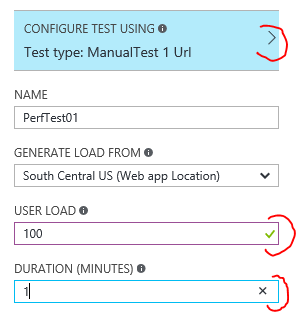 CONFIGURE TEST USING
Test type: ManualTest 1 Url
NAME
PerfTest01
GENERATE LOAD FROM
South Central US (Web app Location)
USER LOAD
100
DURATION (MINUTES)
1